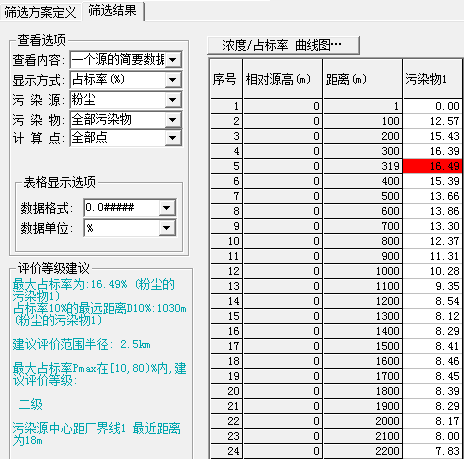 筛选方案定义 筛选结果
查看选项
查看内容: 一个源的简要数据
显示方式: 占标率(%)
污 染 源: 粉尘
污 染 物: 全部污染物
计 算 点: 全部点
表格显示选项
数据格式: 0.0#####
数据单位: %
评价等级建议
最大占标率为:16.49% (粉尘的
污染物1)
占标率10%的最远距离D10%:1030m
(粉尘的污染物1)
建议评价范围半径: 2.5km
最大占标率Pmax在[10,80)%内,建
议评价等级:
二级
污染源中心距厂界线1 最近距离
为18m
浓度/占标率 曲线图…
序号 相对源高(m) 距离(m) 污染物1
1 0 1 0.00
2 0 100 12.57
3 0 200 15.43
4 0 300 16.39
5 0 319 16.49
6 0 400 15.39
7 0 500 13.66
8 0 600 13.86
9 0 700 13.30
10 0 800 12.37
11 0 900 11.31
12 0 1000 10.28
13 0 1100 9.35
14 0 1200 8.54
15 0 1300 8.12
16 0 1400 8.29
17 0 1500 8.41
18 0 1600 8.46
19 0 1700 8.45
20 0 1800 8.39
21 0 1900 8.29
22 0 2000 8.17
23 0 2100 8.00
24 0 2200 7.83